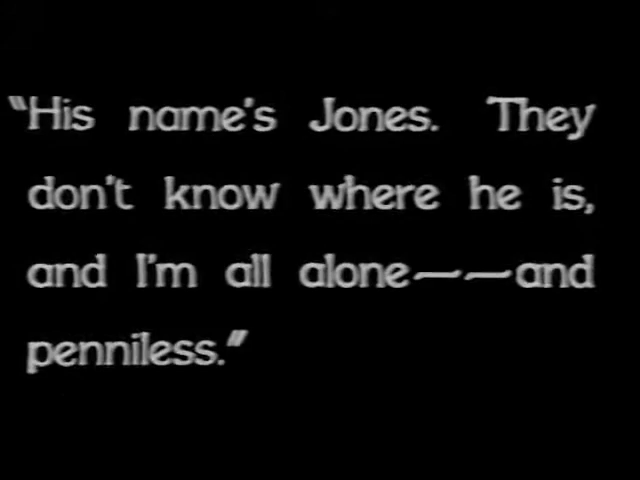 "His name's Jones. They
don't know where he is,
and I'm all alone——and
penniless."